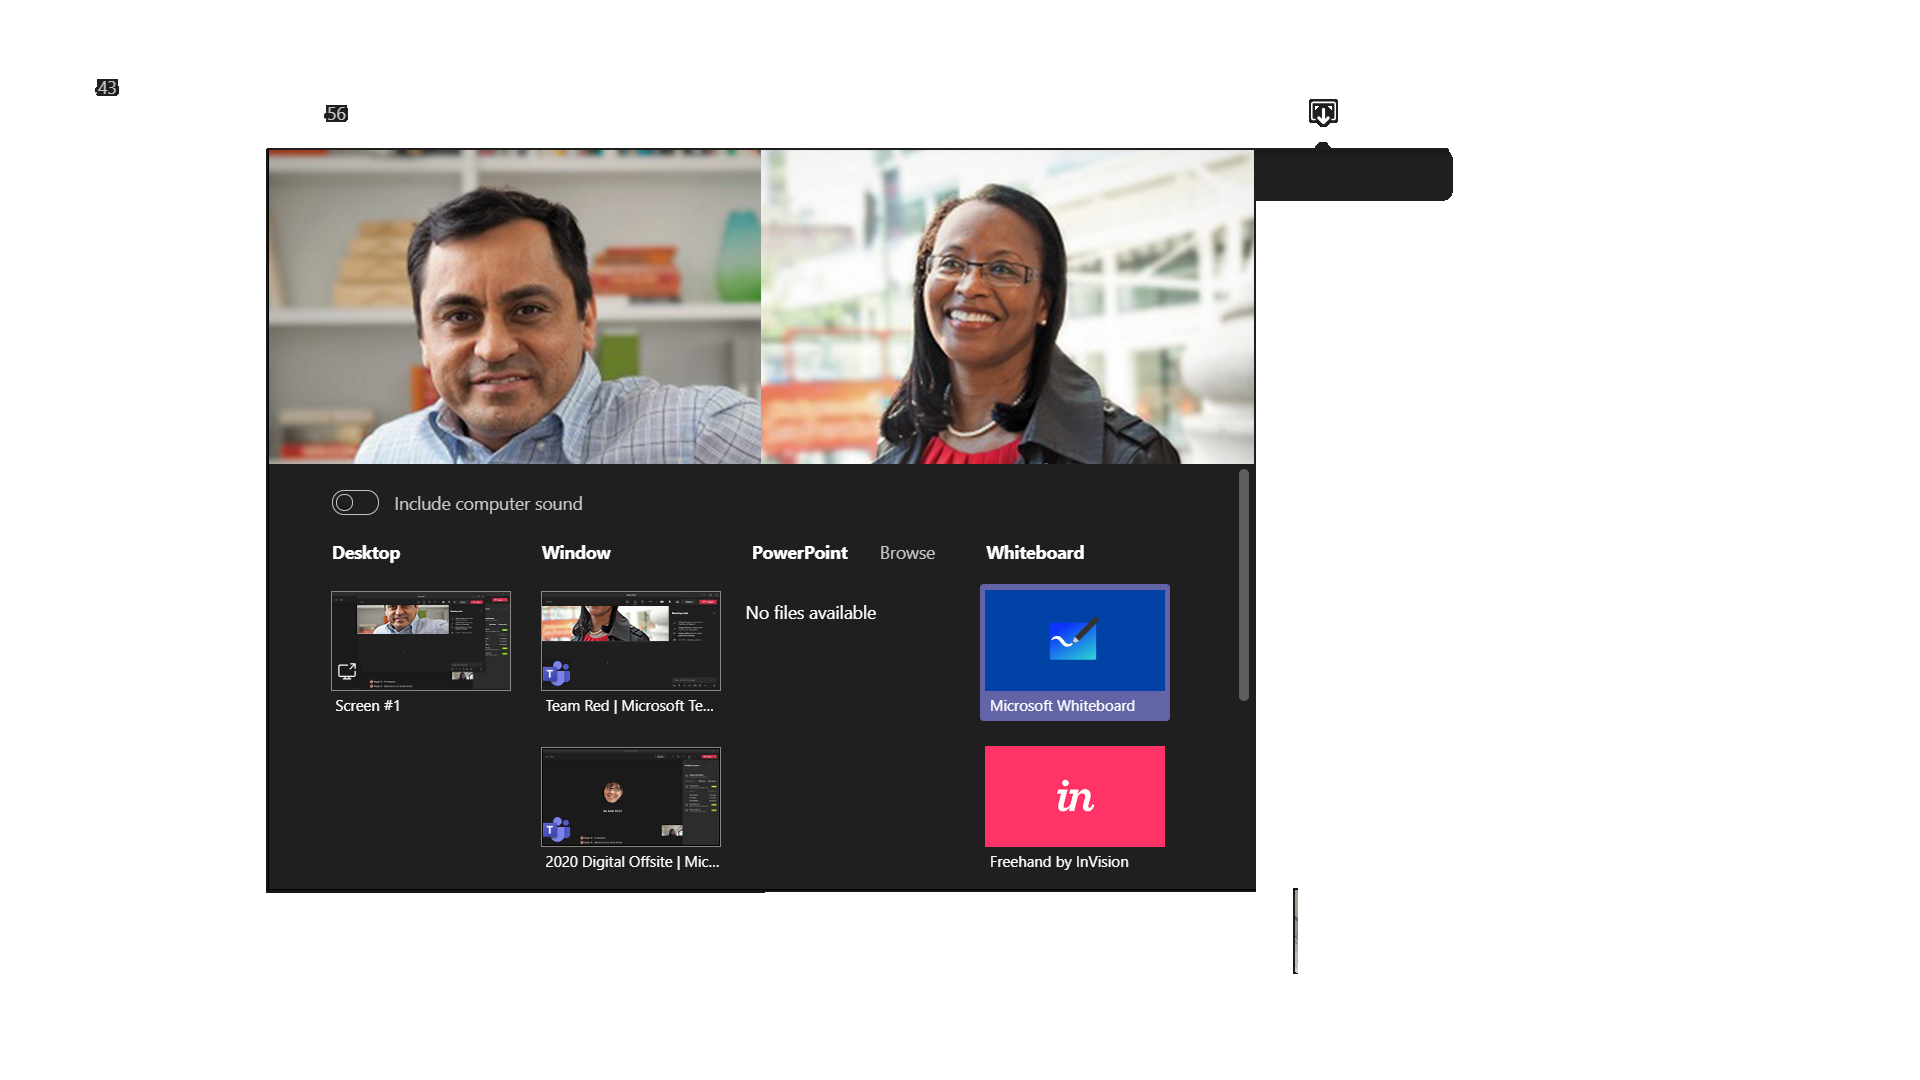 43
56
Include computer sound
Desktop
Window
PowerPoint
Browse
Whiteboard
No files available
Screen #1
Team Red | Microsoft Te...
Microsoft Whiteboard
2020 Digital Offsite | Mic...
in
Freehand by InVision